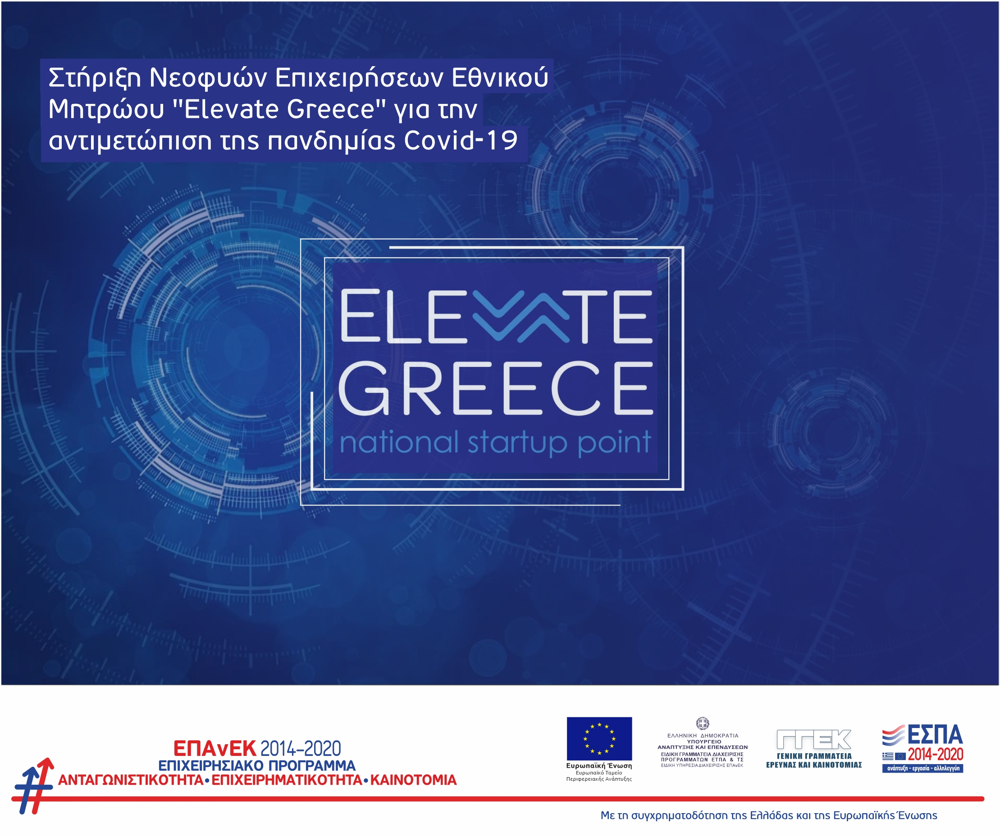 Στήριξη Νεοφυών Επιχειρήσεων Εθνικού
Μητρώου "Elevate Greece" για την
αντιμετώπιση της πανδημίας Covid-19
ELEVATE
GREECE
national startup point
ΕΠΑνΕΚ 2014-2020
ΕΠΙΧΕΙΡΗΣΙΑΚΟ ΠΡΟΓΡΑΜΜΑ
ΑΝΤΑΓΩΝΙΣΤΙΚΟΤΗΤΑ•ΕΠΙΧΕΙΡΗΜΑΤΙΚΟΤΗΤΑ•ΚΑΙΝΟΤΟΜΙΑ
Ευρωπαϊκή Ένωση
Ευρωπαϊκό Ταμείο
Περιφερειακής Ανάπτυξης
ΕΛΛΗΝΙΚΗ ΔΗΜΟΚΡΑΤΙΑ
ΥΠΟΥΡΓΕΙΟ
ΑΝΑΠΤΥΞΗΣ ΚΑΙ ΕΠΕΝΔΥΣΕΩΝ
ΕΙΔΙΚΗ ΓΡΑΜΜΑΤΕΙΑ ΔΙΑΧΕΙΡΙΣΗΣ
ΠΡΟΓΡΑΜΜΑΤΩΝ ΕΤΠΑ & ΤΣ
ΕΙΔΙΚΗ ΥΠΗΡΕΣΙΑ ΔΙΑΧΕΙΡΙΣΗΣ ΕΠΑνΕΚ
ΓΓΕΚ
ΓΕΝΙΚΗ ΓΡΑΜΜΑΤΕΙΑ
ΕΡΕΥΝΑΣ ΚΑΙ ΚΑΙΝΟΤΟΜΙΑΣ
ΕΣΠΑ
2014-2020
ανάπτυξη - εργασία - αλληλεγγύη
Με τη συγχρηματοδότηση της Ελλάδας και της Ευρωπαϊκής Ένωσης